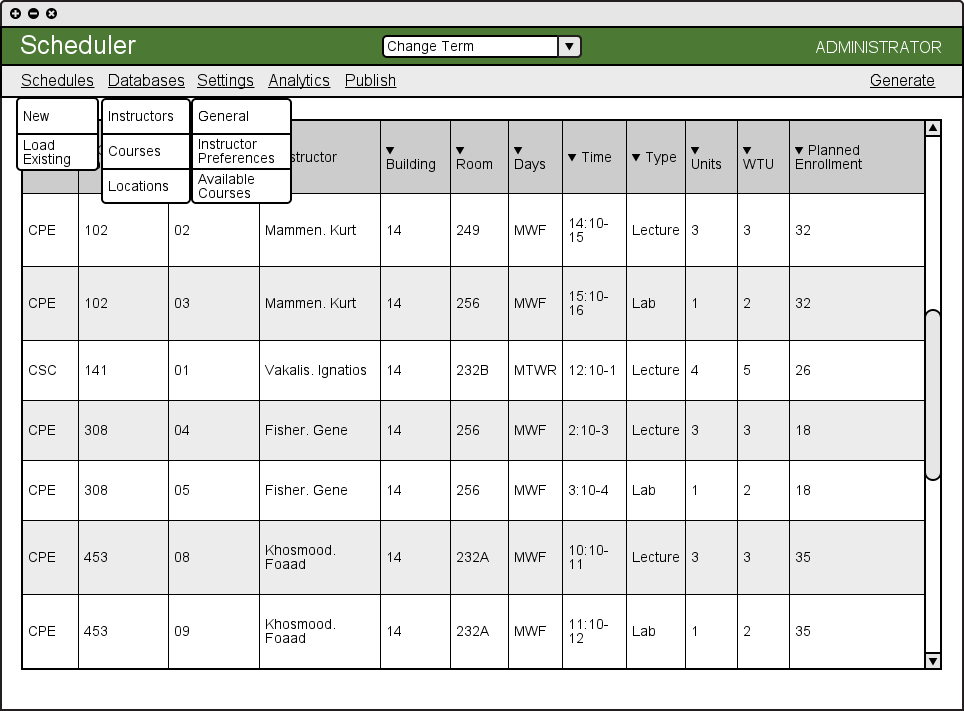 Scheduler
Change Term
ADMINISTRATOR
Schedules Databases Settings Analytics Publish Generate
New
Load
Existing
Instructors
Courses
Locations
General
Instructor
Preferences
Available
Courses
structor
Building
Room
Days
Time
Type
Units
WTU
Planned
Enrollment
CPE 102 02 Mammen. Kurt 14 249 MWF 14:10-
15 Lecture 3 3 32
CPE 102 03 Mammen. Kurt 14 256 MWF 15:10-
16 Lab 1 2 32
CSC 141 01 Vakalis. Ignatios 14 232B MTWR 12:10-1 Lecture 4 5 26
CPE 308 04 Fisher. Gene 14 256 MWF 2:10-3 Lecture 3 3 18
CPE 308 05 Fisher. Gene 14 256 MWF 3:10-4 Lab 1 2 18
CPE 453 08 Khosmood.
Foaad 14 232A MWF 10:10-
11 Lecture 3 3 35
CPE 453 09 Khosmood.
Foaad 14 232A MWF 11:10-
12 Lab 1 2 35